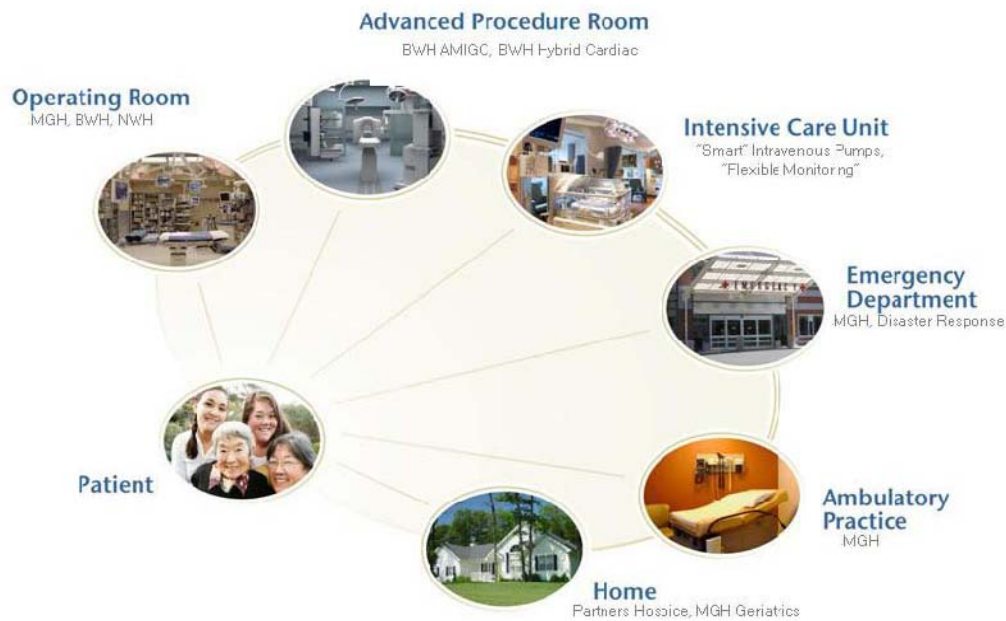 Advanced Procedure Room
BWH AMIGC, BWH Hybrid Cardiac
Operating Room
MGH, BWH, NWH
Intensive Care Unit
"Smart" Intravenous Pumps,
"Flexible Monitoring"
EMERGENCY
Emergency
Department
MGH, Disaster Response
Patient
Ambulatory
Practice
MGH
Home
Partners Hospice, MGH Geriatrics